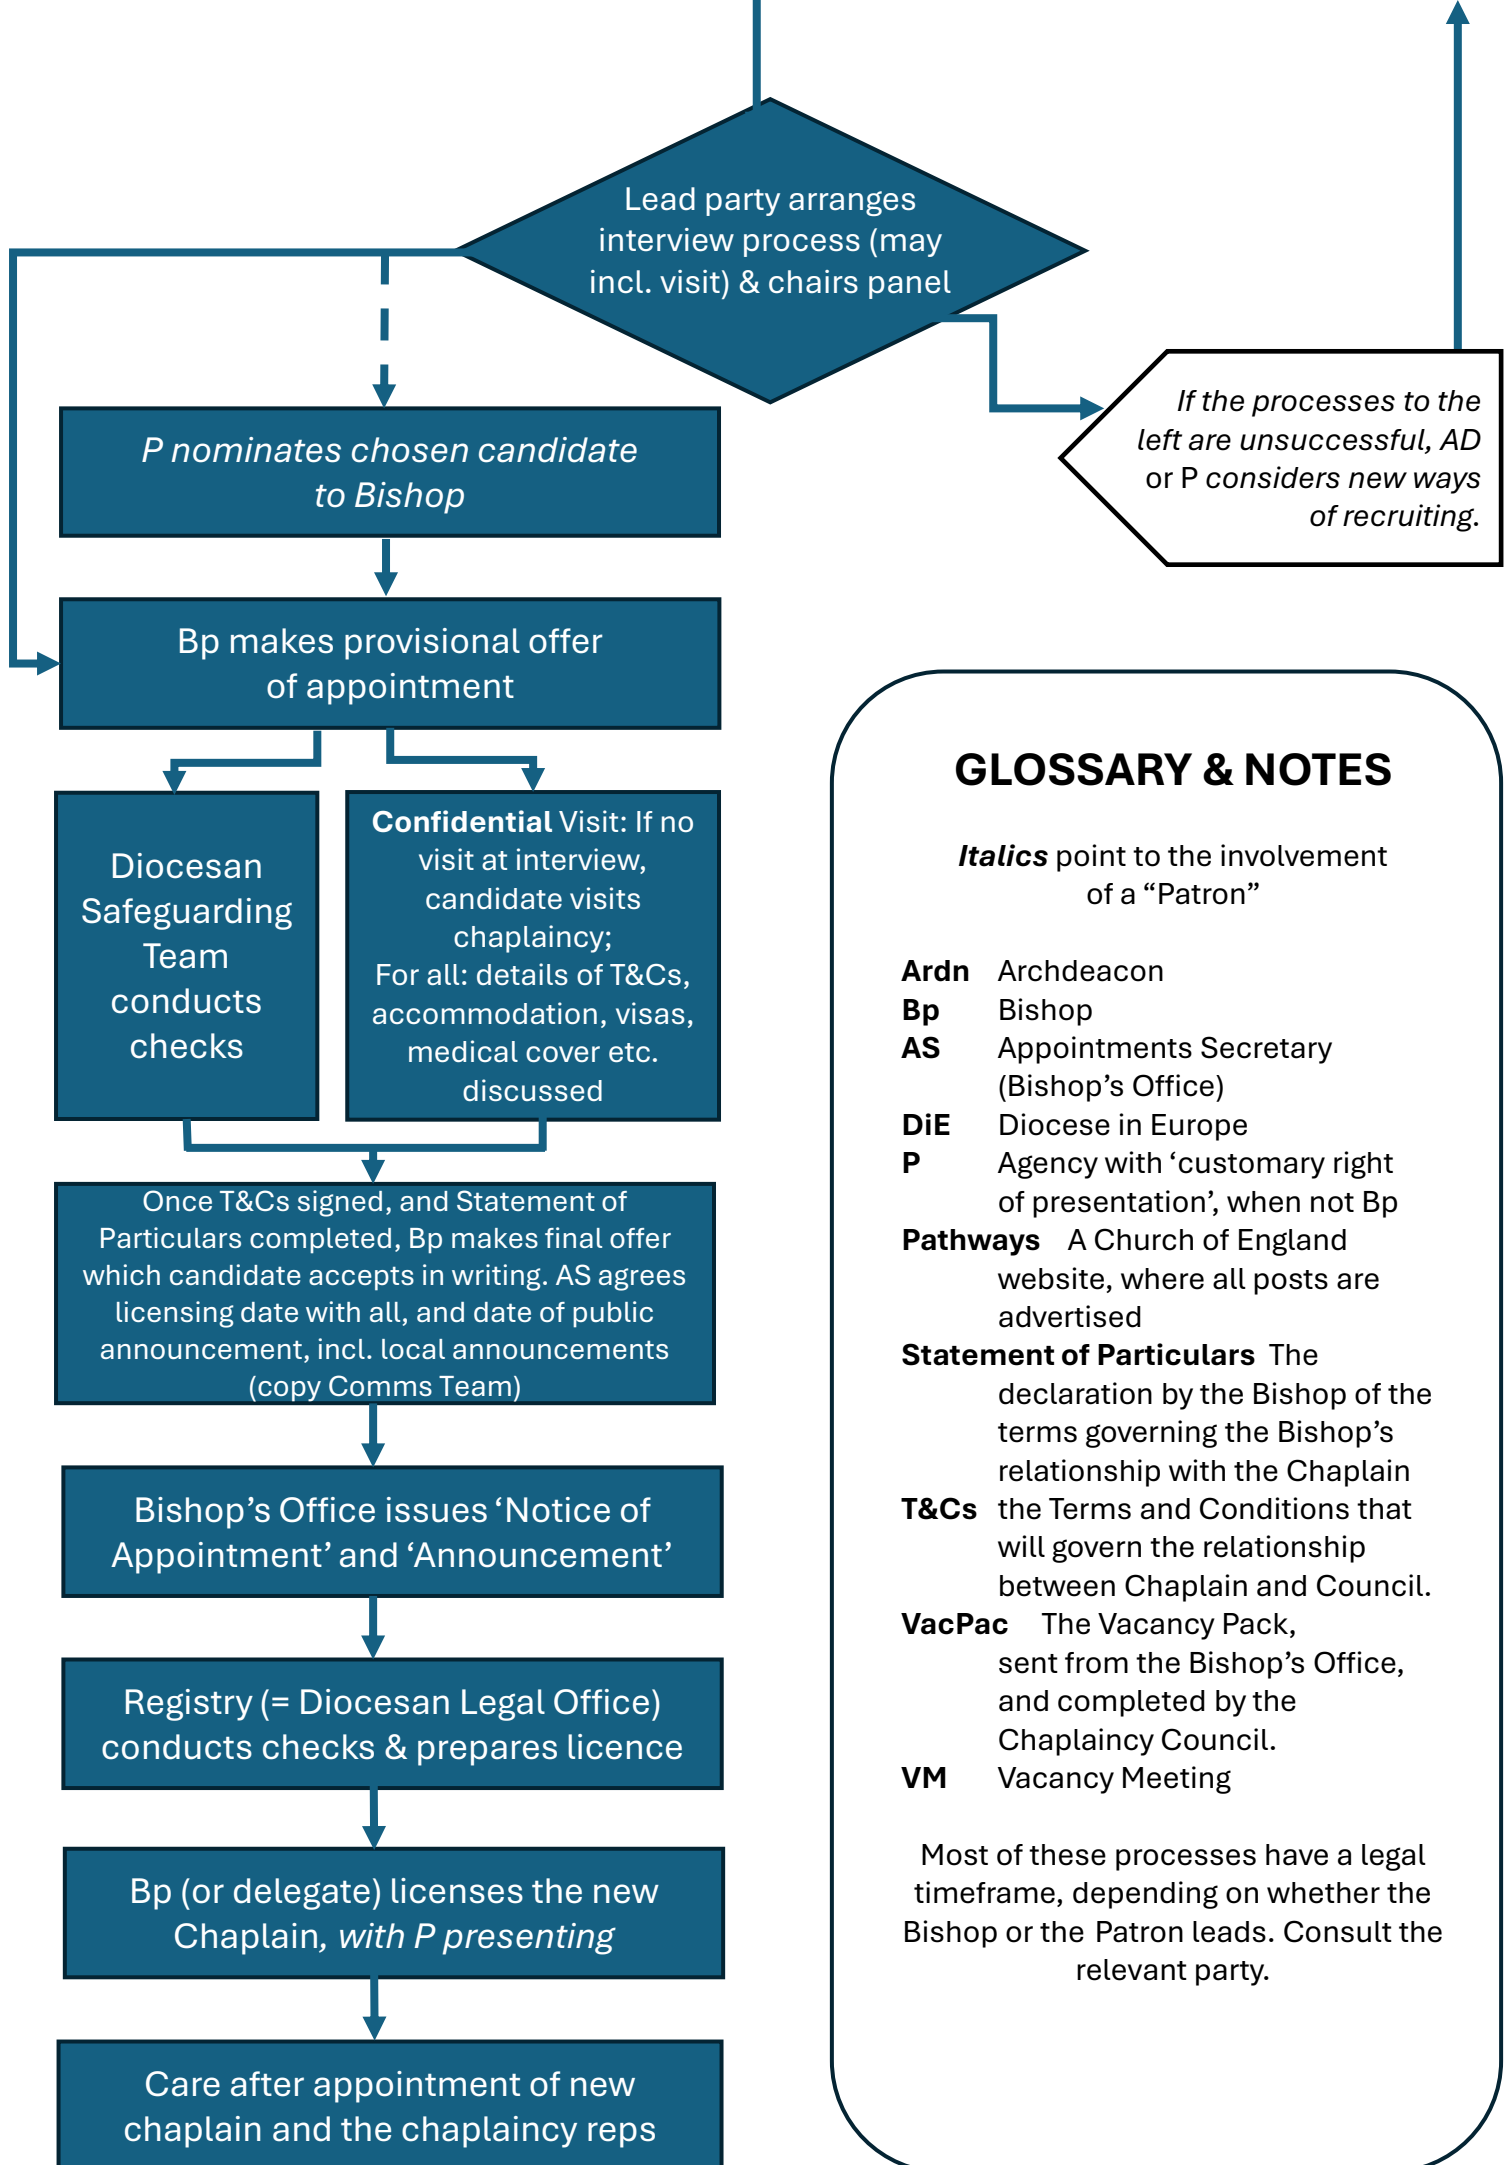 Lead party arranges
interview process (may
incl. visit) & chairs panel
If the processes to the
left are unsuccessful, AD
or P considers new ways
of recruiting.
P nominates chosen candidate
to Bishop
Bp makes provisional offer
of appointment
Diocesan
Safeguarding
Team
conducts
checks
Confidential Visit: If no
visit at interview,
candidate visits
chaplaincy;
For all: details of T&Cs,
accommodation, visas,
medical cover etc.
discussed
Once T&Cs signed, and Statement of
Particulars completed, Bp makes final offer
which candidate accepts in writing. AS agrees
licensing date with all, and date of public
announcement, incl. local announcements
(copy Comms Team)
Bishop’s Office issues ‘Notice of
Appointment’ and ‘Announcement’
Registry (= Diocesan Legal Office)
conducts checks & prepares licence
Bp (or delegate) licenses the new
Chaplain, with P presenting
Care after appointment of new
chaplain and the chaplaincy reps
GLOSSARY & NOTES
Italics point to the involvement
of a “Patron”
Ardn Archdeacon
Bp Bishop
AS Appointments Secretary
(Bishop’s Office)
DiE Diocese in Europe
P Agency with ‘customary right
of presentation’, when not Bp
Pathways A Church of England
website, where all posts are
advertised
Statement of Particulars The
declaration by the Bishop of the
terms governing the Bishop’s
relationship with the Chaplain
T&Cs the Terms and Conditions that
will govern the relationship
between Chaplain and Council.
VacPac The Vacancy Pack,
sent from the Bishop’s Office,
and completed by the
Chaplaincy Council.
VM Vacancy Meeting
Most of these processes have a legal
timeframe, depending on whether the
Bishop or the Patron leads. Consult the
relevant party.